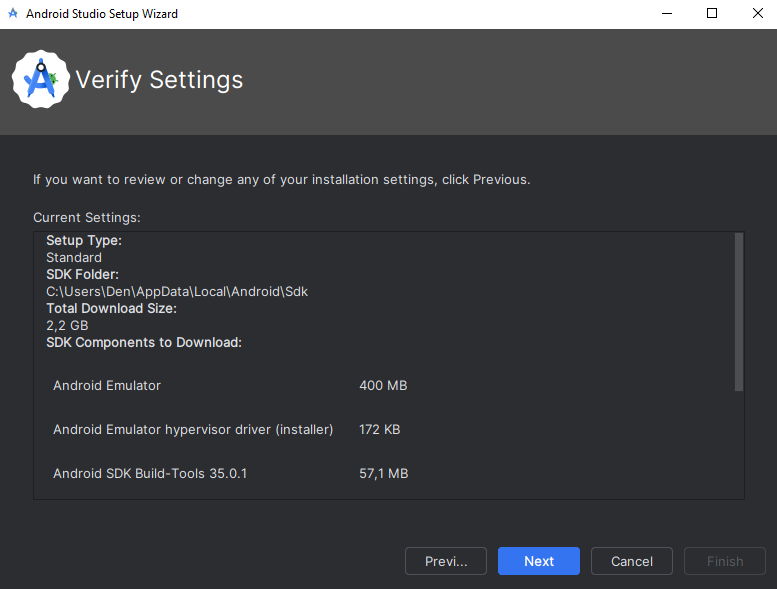 Android Studio Setup Wizard
Verify Settings
If you want to review or change any of your installation settings, click Previous.
Current Settings:
Setup Type:
Standard
SDK Folder:
C:\Users\Den\AppData\Local\Android\Sdk
Total Download Size:
2,2 GB
SDK Components to Download:
Android Emulator 400 MB
Android Emulator hypervisor driver (installer) 172 KB
Android SDK Build-Tools 35.0.1 57,1 MB
Previ... Next Cancel Finish